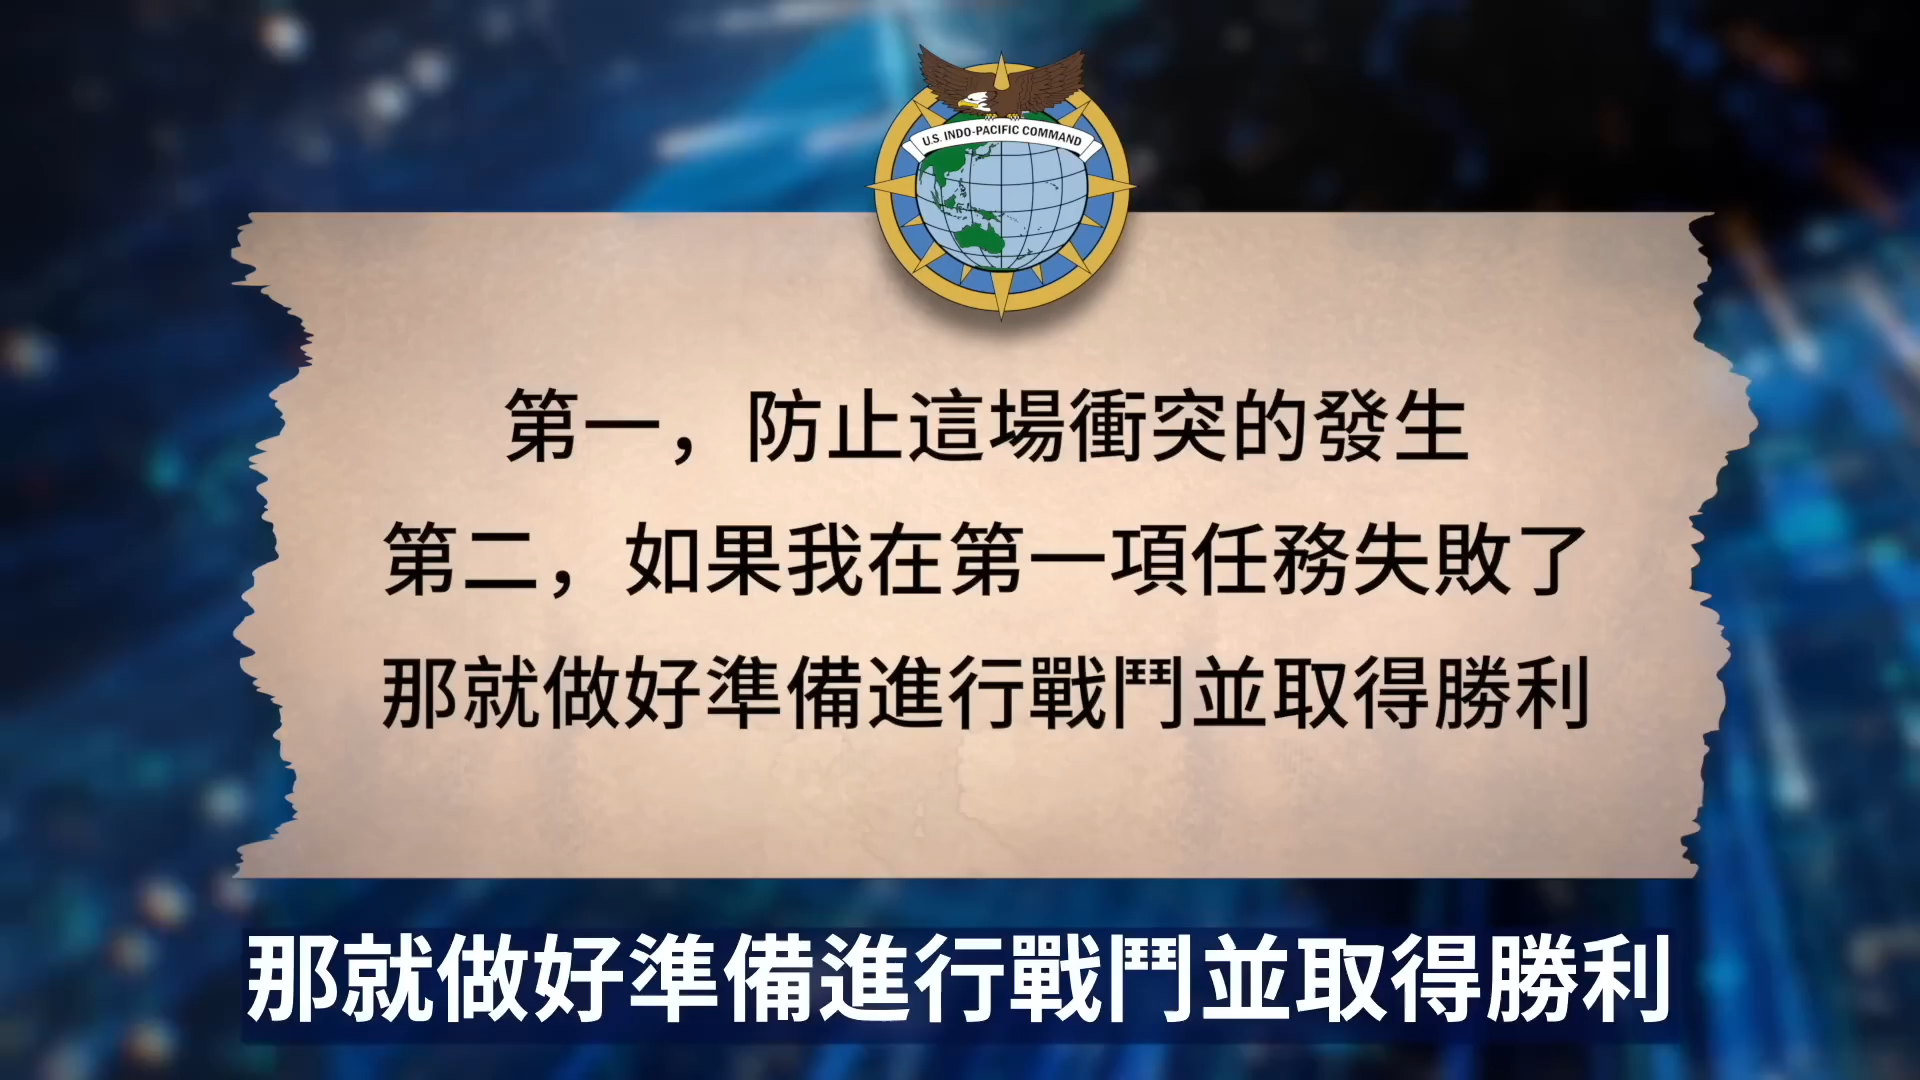 U.S. INDO-PACIFIC COMMAND
第一，防止這場衝突的發生
第二，如果我在第一項任務失敗了
那就做好準備進行戰鬥並取得勝利
那就做好準備進行戰鬥並取得勝利